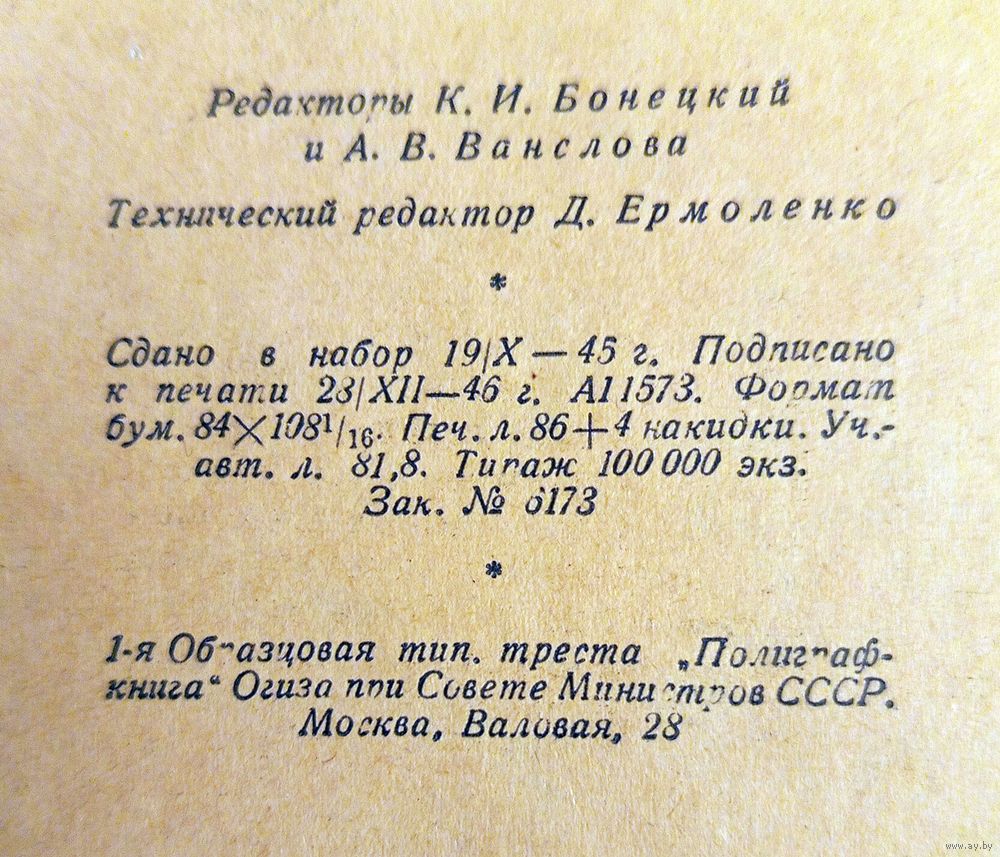 Редакторы К. И. Бонецкий
и А. В. Ванслова
Технический редактор Д. Ермоленко
*
Сдано в набор 19/X — 45 г. Подписано
к печати 23/XII—46 г. А11573. Формат
бум. 84×108¹/₁₆. Печ. л. 86+4 накидки. Уч.-
авт. л. 81,8. Тираж 100 000 экз.
Зак. № 6173
*
1-я Образцовая тип. треста „Полиграф-
книга“ Огиза при Совете Министров СССР.
Москва, Валовая, 28
www.ay.by